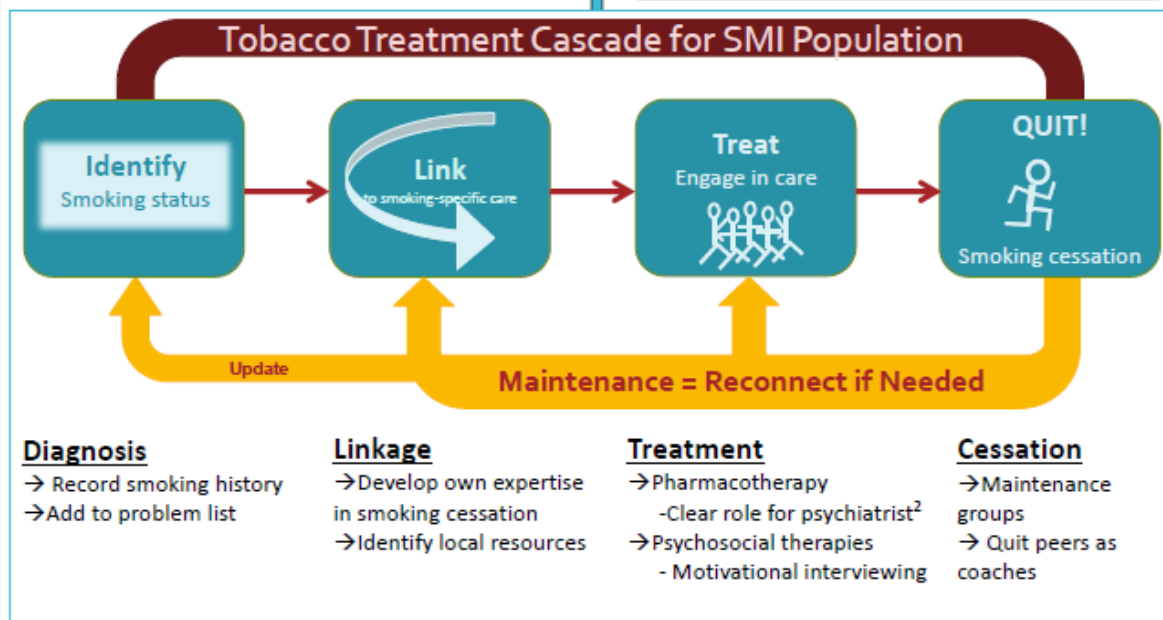 Tobacco Treatment Cascade for SMI Population
Identify
Smoking status
Link
to smoking-specific care
Treat
Engage in care
QUIT!
Smoking cessation
Update
Maintenance = Reconnect if Needed
Diagnosis
→ Record smoking history
→Add to problem list
Linkage
→Develop own expertise
in smoking cessation
→Identify local resources
Treatment
→Pharmacotherapy
-Clear role for psychiatrist²
→Psychosocial therapies
- Motivational interviewing
Cessation
→Maintenance
groups
→ Quit peers as
coaches